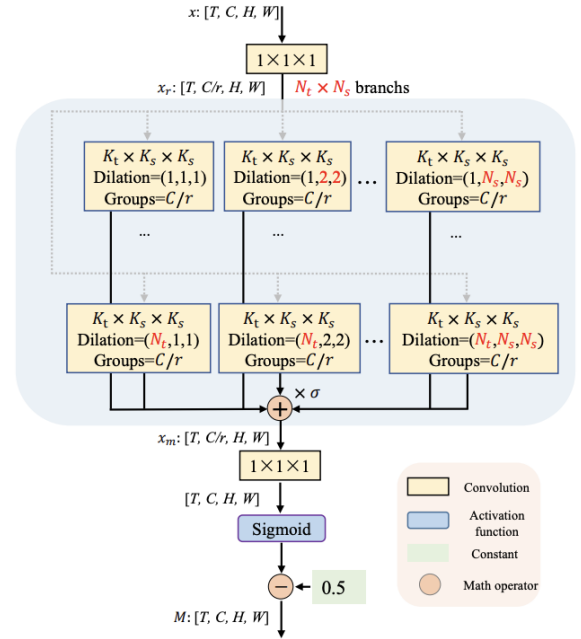 x: [T, C, H, W]
1×1×1
x_r: [T, C/r, H, W]
N_t × N_s branchs
K_t × K_s × K_s
Dilation=(1,1,1)
Groups=C/r
K_t × K_s × K_s
Dilation=(1,2,2)
Groups=C/r
...
K_t × K_s × K_s
Dilation=(1,N_s,N_s)
Groups=C/r
...
...
...
K_t × K_s × K_s
Dilation=(N_t,1,1)
Groups=C/r
K_t × K_s × K_s
Dilation=(N_t,2,2)
Groups=C/r
...
K_t × K_s × K_s
Dilation=(N_t,N_s,N_s)
Groups=C/r
× σ
+
x_m: [T, C/r, H, W]
1×1×1
[T, C, H, W]
Sigmoid
−
0.5
M: [T, C, H, W]
Convolution
Activation
function
Constant
Math operator